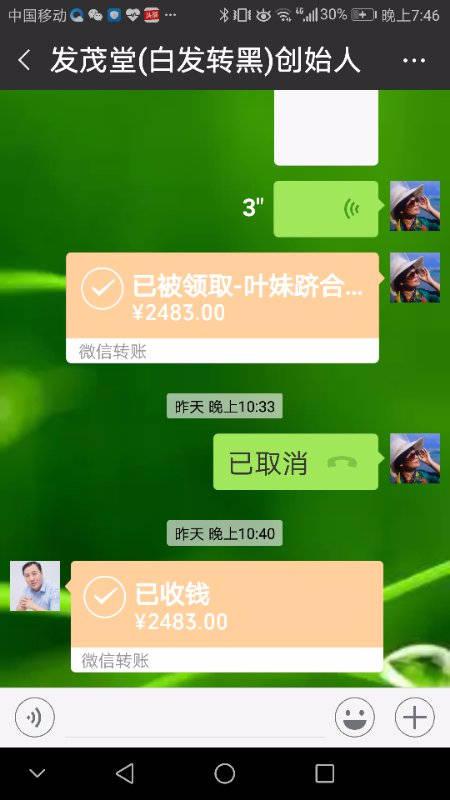 中国移动 头条 ... 4G 30% 晚上7:46
发茂堂(白发转黑)创始人 ...
3"
已被领取-叶妹跻合...
¥2483.00
微信转账
昨天 晚上10:33
已取消
昨天 晚上10:40
已收钱
¥2483.00
微信转账